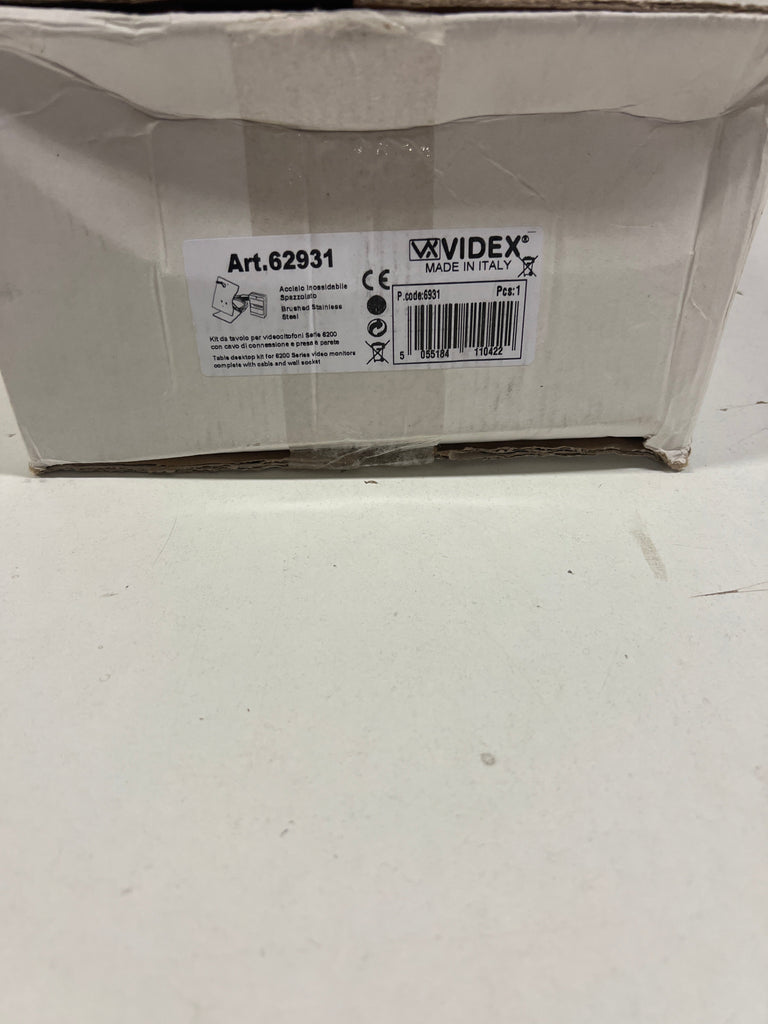 Art.62931
VIDEX®
MADE IN ITALY
Acciaio Inossidabile
Spazzolato
Brushed Stainless
Steel
CE
Kit da tavolo per videocitofoni Serie 6200
con cavo di connessione e presa a parete
Table desktop kit for 6200 Series video monitors
complete with cable and wall socket
P.code:6931
Pcs:1
5 055184 110422